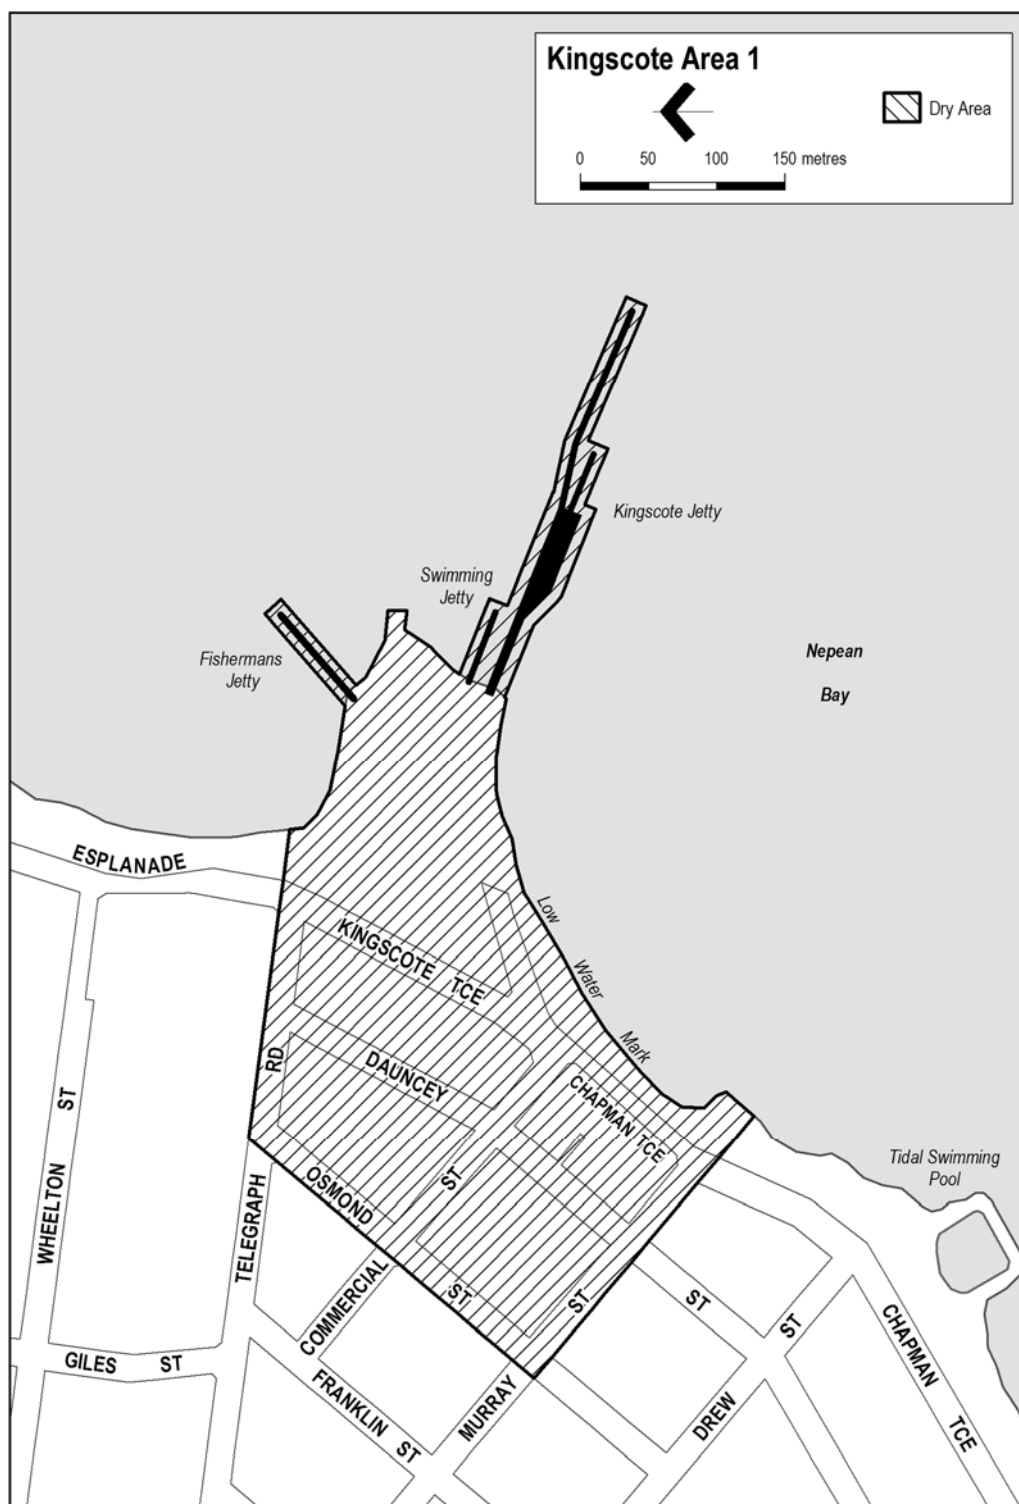 Kingscote Area 1
Dry Area
0 50 100 150 metres
Kingscote Jetty
Swimming
Jetty
Fishermans
Jetty
Nepean
Bay
ESPLANADE
Low
Water
Mark
KINGSCOTE TCE
RD
DAUNCEY
CHAPMAN TCE
ST
ST
OSMOND
Tidal Swimming
Pool
WHEELTON
TELEGRAPH
COMMERCIAL
ST
ST
ST
ST
GILES ST
FRANKLIN ST
MURRAY
DREW
CHAPMAN
TCE